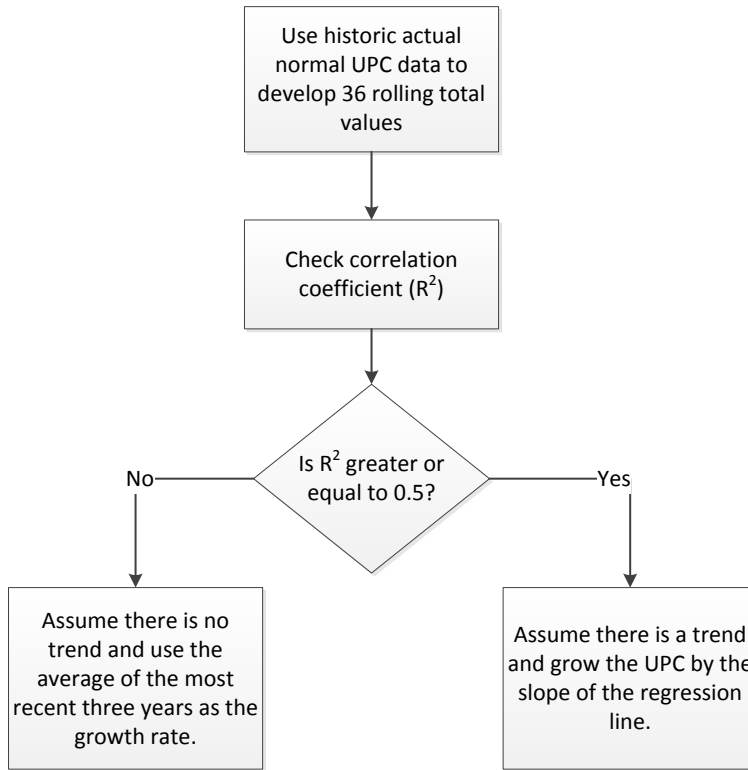 Use historic actual
normal UPC data to
develop 36 rolling total
values
Check correlation
coefficient (R²)
Is R² greater or
equal to 0.5?
No
Yes
Assume there is no
trend and use the
average of the most
recent three years as the
growth rate.
Assume there is a trend
and grow the UPC by the
slope of the regression
line.